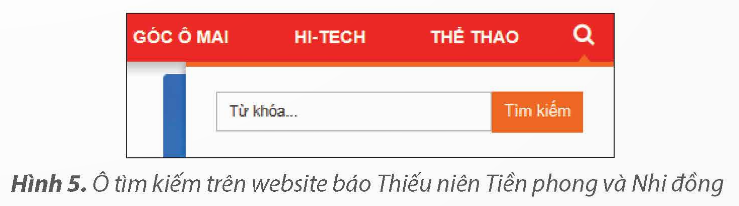 GÓC Ô MAI HI-TECH THỂ THAO
Từ khóa... Tìm kiếm
Hình 5. Ô tìm kiếm trên website báo Thiếu niên Tiền phong và Nhi đồng